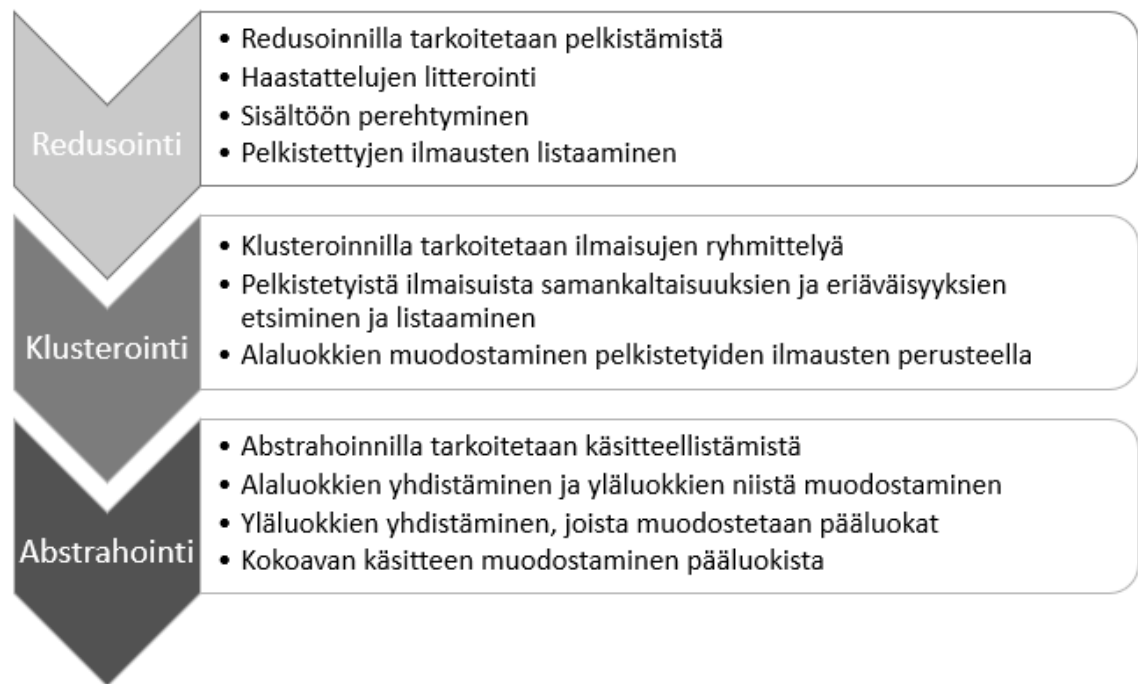 Redusointi
• Redusoinnilla tarkoitetaan pelkistämistä
• Haastattelujen litterointi
• Sisältöön perehtyminen
• Pelkistettyjen ilmausten listaaminen
Klusterointi
• Klusteroinnilla tarkoitetaan ilmaisujen ryhmittelyä
• Pelkistetyistä ilmaisuista samankaltaisuuksien ja eriäväisyyksien
etsiminen ja listaaminen
• Alaluokkien muodostaminen pelkistetyiden ilmausten perusteella
Abstrahointi
• Abstrahoinnilla tarkoitetaan käsitteellistämistä
• Alaluokkien yhdistäminen ja yläluokkien niistä muodostaminen
• Yläluokkien yhdistäminen, joista muodostetaan pääluokat
• Kokoavan käsitteen muodostaminen pääluokista